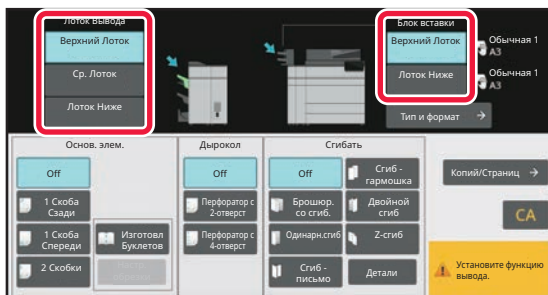 Лоток Вывода
Верхний Лоток
Ср. Лоток
Лоток Ниже
Блок вставки
Верхний Лоток
Лоток Ниже
Обычная 1
A3
Обычная 1
A3
Тип и формат
Основ. элем.
Off
1 Скоба
Сзади
1 Скоба
Спереди
2 Скобки
Изготовл
Буклетов
Дырокол
Off
Перфоратор с
2-отверст
Перфоратор с
4-отверст
Сгибать
Off
Сгиб -
гармошка
Брошюр.
со сгиб.
Двойной
сгиб
Одинарн.сгиб
Z-сгиб
Сгиб -
письмо
Детали
Копий/Страниц
CA
Установите функцию
вывода.